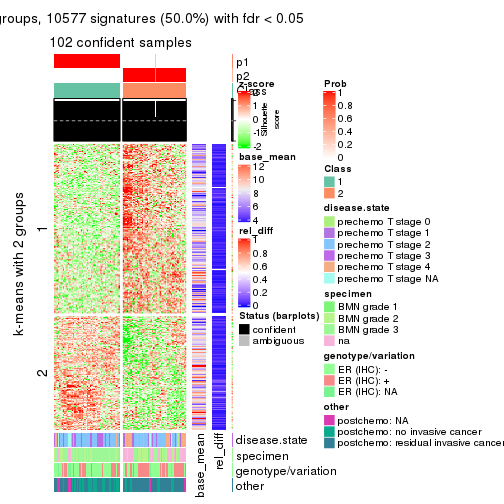 groups, 10577 signatures (50.0%) with fdr < 0.05
102 confident samples
p1
p2
Class
z-score
2
1
0
-1
-2
Silhouette
score
base_mean
12
10
8
6
4
rel_diff
1
0.8
0.6
0.4
0.2
0
Status (barplots)
confident
ambiguous
Prob
1
0.8
0.6
0.4
0.2
0
Class
1
2
disease.state
prechemo T stage 0
prechemo T stage 1
prechemo T stage 2
prechemo T stage 3
prechemo T stage 4
prechemo T stage NA
specimen
BMN grade 1
BMN grade 2
BMN grade 3
na
genotype/variation
ER (IHC): -
ER (IHC): +
ER (IHC): NA
other
postchemo: NA
postchemo: no invasive cancer
postchemo: residual invasive cancer
k-means with 2 groups
1
2
disease.state
specimen
genotype/variation
other
base_mean
rel_diff